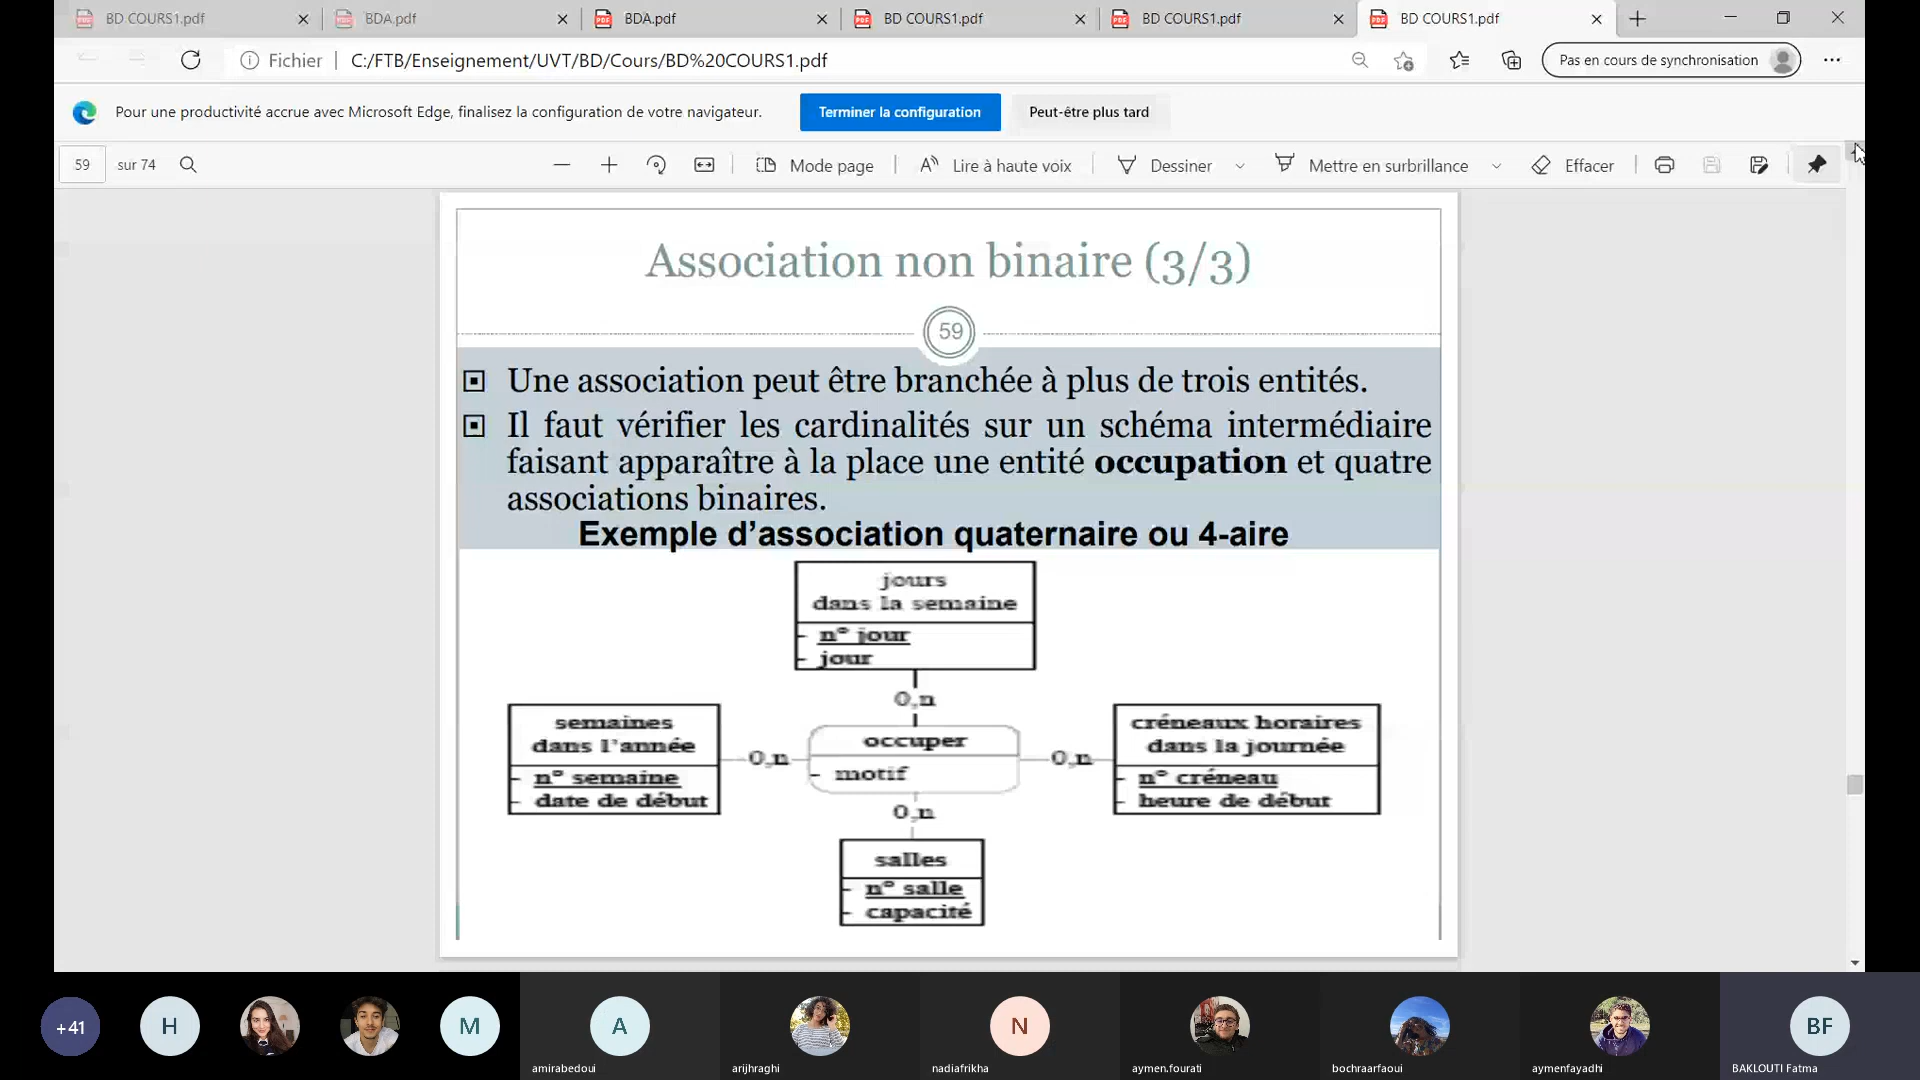 BD COURS1.pdf
BDA.pdf
BDA.pdf
BD COURS1.pdf
BD COURS1.pdf
BD COURS1.pdf
Fichier
C:/FTB/Enseignement/UVT/BD/Cours/BD%20COURS1.pdf
Pas en cours de synchronisation
Pour une productivité accrue avec Microsoft Edge, finalisez la configuration de votre navigateur.
Terminer la configuration
Peut-être plus tard
59 sur 74
Mode page
Lire à haute voix
Dessiner
Mettre en surbrillance
Effacer
Association non binaire (3/3)
59
Une association peut être branchée à plus de trois entités.
Il faut vérifier les cardinalités sur un schéma intermédiaire
faisant apparaître à la place une entité occupation et quatre
associations binaires.
Exemple d'association quaternaire ou 4-aire
jours
dans la semaine
- n° jour
- jour
0,n
semaines
dans l'année
- n° semaine
- date de début
0,n
occuper
- motif
0,n
créneaux horaires
dans la journée
- n° créneau
- heure de début
0,n
salles
- n° salle
- capacité
+41
H
M
A
N
BF
amirabedoui
arijhraghi
nadiafrikha
aymen.fourati
bochraarfaoui
aymenfayadhi
BAKLOUTI Fatma